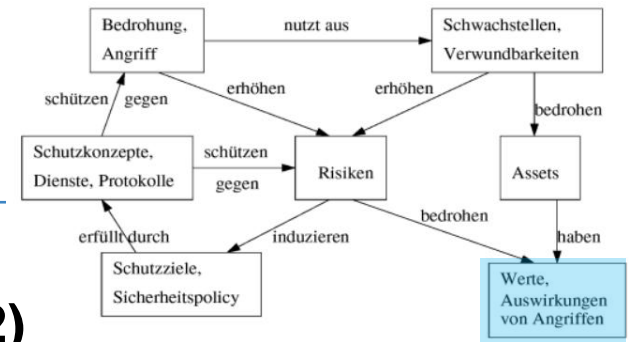 Bedrohung,
Angriff
nutzt aus
Schwachstellen,
Verwundbarkeiten
schützen gegen
erhöhen
erhöhen
bedrohen
Schutzkonzepte,
Dienste, Protokolle
schützen
gegen
Risiken
Assets
erfüllt durch
induzieren
bedrohen
haben
Schutzziele,
Sicherheitspolicy
Werte,
Auswirkungen
von Angriffen
2)